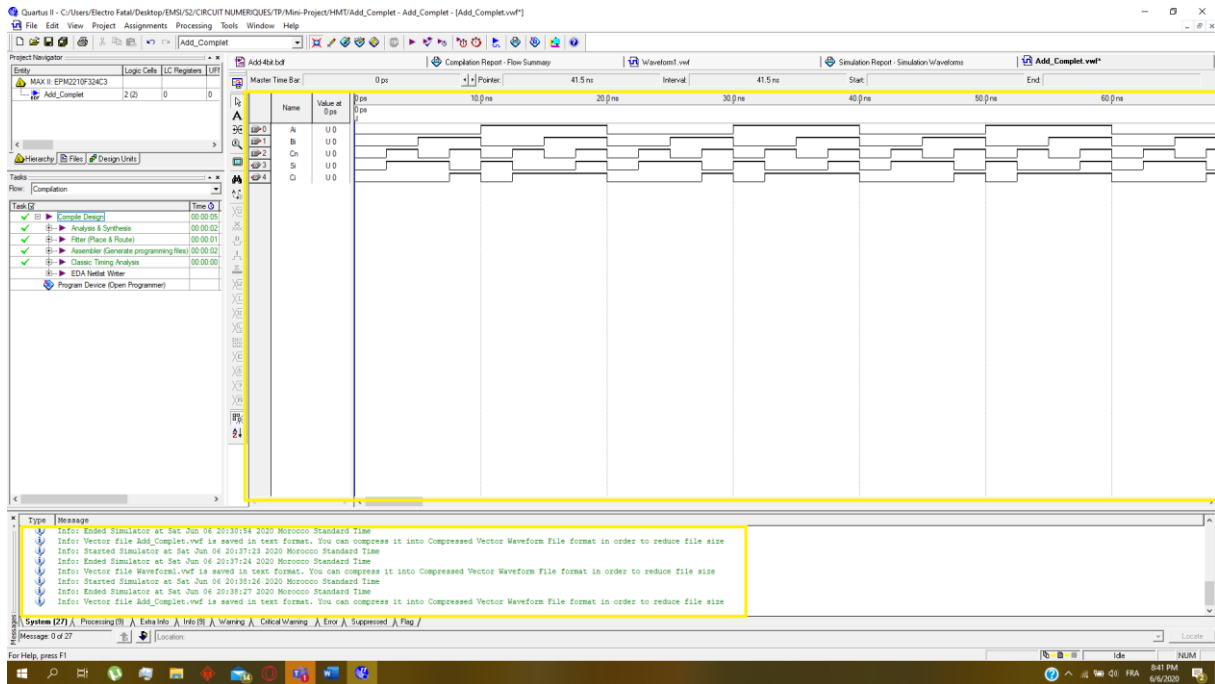 Quartus II - C:/Users/Electro Fatal/Desktop/EMSI/S2/CIRCUIT NUMERIQUES/TP/Mini-Project/HMT/Add_Complet - Add_Complet - [Add_Complet.vwf*]
File Edit View Project Assignments Processing Tools Window Help
Add_Complet
Project Navigator
Entity Logic Cells LC Registers UFM
MAX II: EPM2210F324C3
Add_Complet 2 (2) 0 0
Hierarchy Files Design Units
Tasks
Flow: Compilation
Task Time
Compile Design 00:00:05
Analysis & Synthesis 00:00:02
Fitter (Place & Route) 00:00:01
Assembler (Generate programming files) 00:00:02
Classic Timing Analysis 00:00:00
EDA Netlist Writer
Program Device (Open Programmer)
Add-4bit.bdf Compilation Report - Flow Summary Waveform1.vwf Simulation Report - Simulation Waveforms Add_Complet.vwf*
Master Time Bar: 0 ps Pointer: 41.5 ns Interval: 41.5 ns Start: End:
Name Value at 0 ps
0 ps 10.0 ns 20.0 ns 30.0 ns 40.0 ns 50.0 ns 60.0 ns
0 ps
0 Ai U 0
1 Bi U 0
2 Cn U 0
3 Si U 0
4 Ci U 0
Type Message
Info: Ended Simulator at Sat Jun 06 20:30:54 2020 Morocco Standard Time
Info: Vector file Add_Complet.vwf is saved in text format. You can compress it into Compressed Vector Waveform File format in order to reduce file size
Info: Started Simulator at Sat Jun 06 20:37:23 2020 Morocco Standard Time
Info: Ended Simulator at Sat Jun 06 20:37:24 2020 Morocco Standard Time
Info: Vector file Waveform1.vwf is saved in text format. You can compress it into Compressed Vector Waveform File format in order to reduce file size
Info: Started Simulator at Sat Jun 06 20:38:26 2020 Morocco Standard Time
Info: Ended Simulator at Sat Jun 06 20:38:27 2020 Morocco Standard Time
Info: Vector file Add_Complet.vwf is saved in text format. You can compress it into Compressed Vector Waveform File format in order to reduce file size
System (27) Processing (9) Extra Info Info (9) Warning Critical Warning Error Suppressed Flag
Messages
Message: 0 of 27 Location: Locate
For Help, press F1 Idle NUM
FRA 8:41 PM
6/6/2020